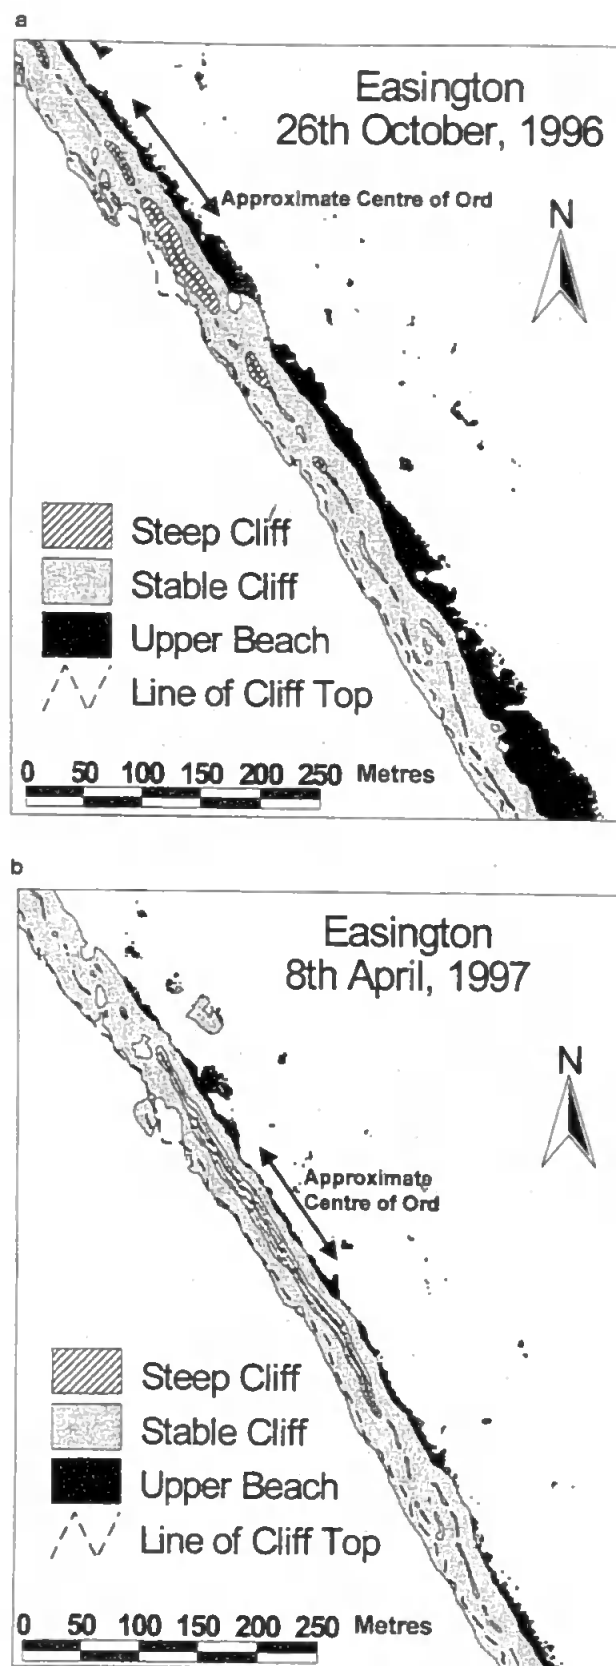 a
Easington
26th October, 1996
Approximate Centre of Ord
N
Steep Cliff
Stable Cliff
Upper Beach
Line of Cliff Top
0 50 100 150 200 250 Metres
b
Easington
8th April, 1997
N
Approximate
Centre of Ord
Steep Cliff
Stable Cliff
Upper Beach
Line of Cliff Top
0 50 100 150 200 250 Metres